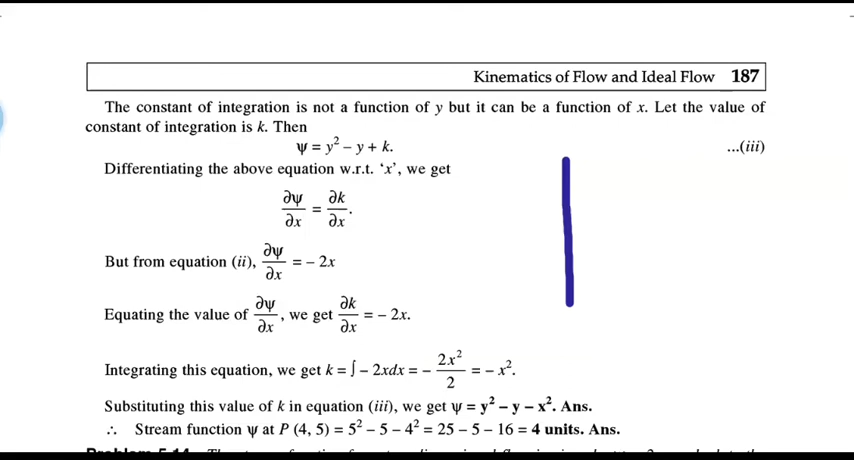 Kinematics of Flow and Ideal Flow 187
The constant of integration is not a function of y but it can be a function of x. Let the value of
constant of integration is k. Then
ψ = y² – y + k. ...(iii)
Differentiating the above equation w.r.t. ‘x’, we get
∂ψ/∂x = ∂k/∂x.
But from equation (ii), ∂ψ/∂x = – 2x
Equating the value of ∂ψ/∂x, we get ∂k/∂x = – 2x.
Integrating this equation, we get k = ∫ – 2xdx = – 2x²/2 = – x².
Substituting this value of k in equation (iii), we get ψ = y² – y – x². Ans.
∴ Stream function ψ at P (4, 5) = 5² – 5 – 4² = 25 – 5 – 16 = 4 units. Ans.